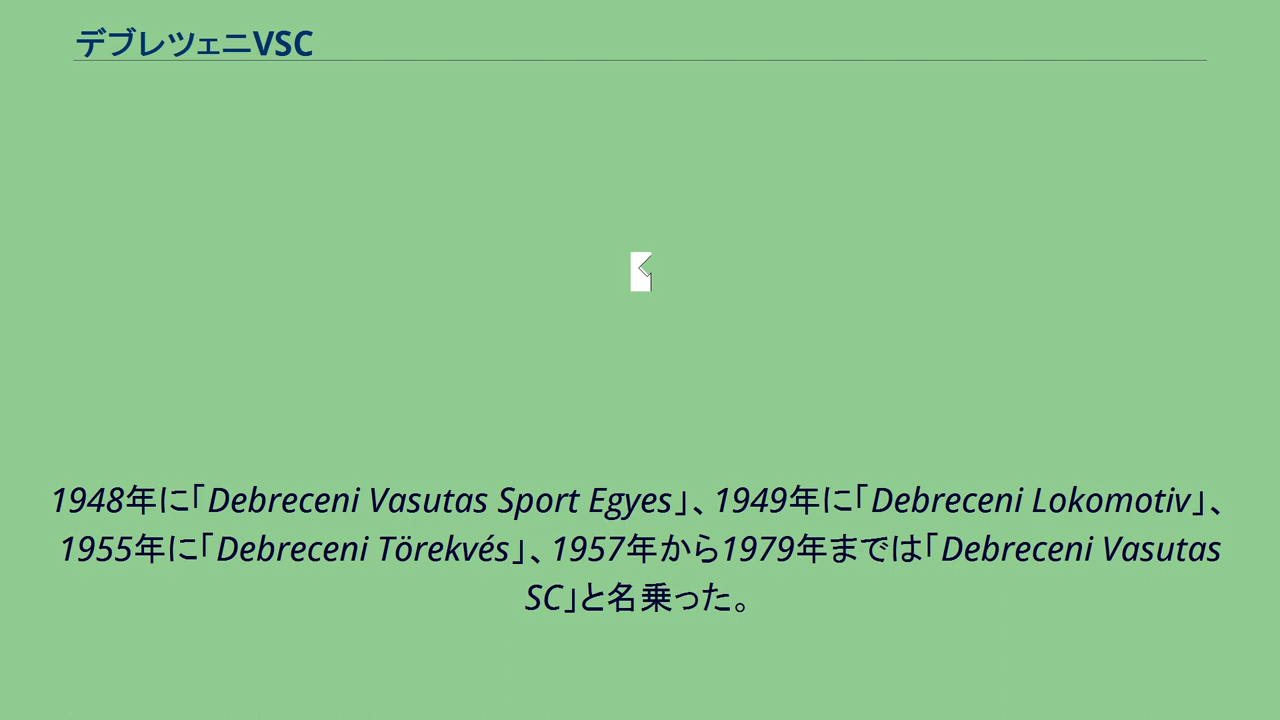 デブレツェニVSC
1948年に「Debreceni Vasutas Sport Egyes」、1949年に「Debreceni Lokomotiv」、
1955年に「Debreceni Törekvés」、1957年から1979年までは「Debreceni Vasutas
SC」と名乗った。